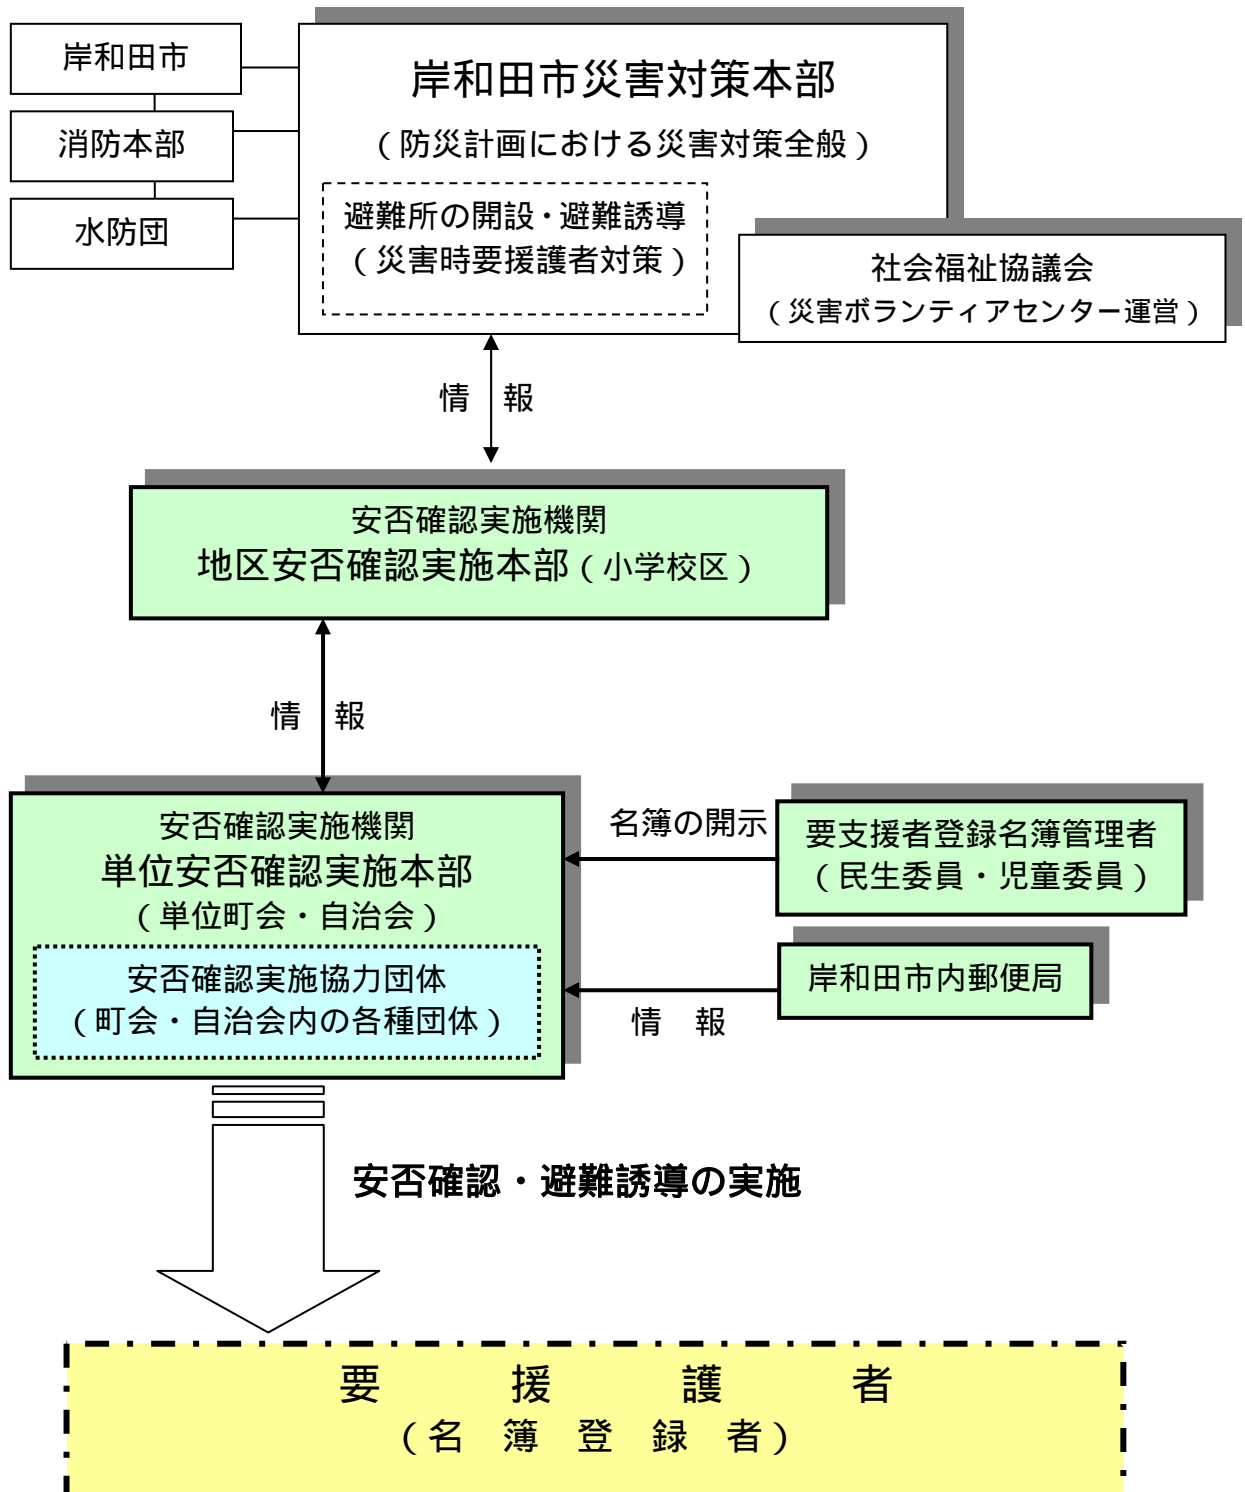 岸和田市
消防本部
水防団
岸和田市災害対策本部
（防災計画における災害対策全般）
避難所の開設・避難誘導
（災害時要援護者対策）
社会福祉協議会
（災害ボランティアセンター運営）
情　報
安否確認実施機関
地区安否確認実施本部（小学校区）
情　報
安否確認実施機関
単位安否確認実施本部
（単位町会・自治会）
安否確認実施協力団体
（町会・自治会内の各種団体）
名簿の開示
要支援者登録名簿管理者
（民生委員・児童委員）
岸和田市内郵便局
情　報
安否確認・避難誘導の実施
要　援　護　者
（名　簿　登　録　者）